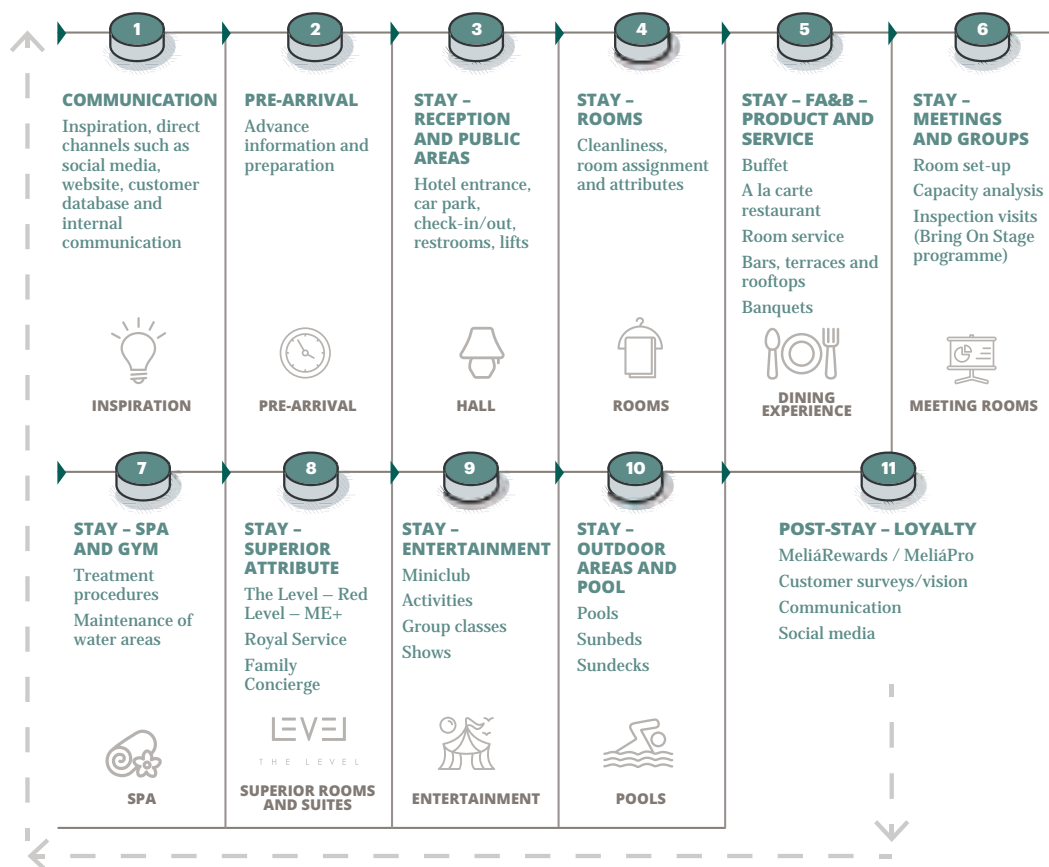 1
COMMUNICATION
Inspiration, direct
channels such as
social media,
website, customer
database and
internal
communication
INSPIRATION
2
PRE-ARRIVAL
Advance
information and
preparation
PRE-ARRIVAL
3
STAY –
RECEPTION
AND PUBLIC
AREAS
Hotel entrance,
car park,
check-in/out,
restrooms, lifts
HALL
4
STAY –
ROOMS
Cleanliness,
room assignment
and attributes
ROOMS
5
STAY – FA&B –
PRODUCT AND
SERVICE
Buffet
A la carte
restaurant
Room service
Bars, terraces and
rooftops
Banquets
DINING
EXPERIENCE
6
STAY –
MEETINGS
AND GROUPS
Room set-up
Capacity analysis
Inspection visits
(Bring On Stage
programme)
MEETING ROOMS
7
STAY – SPA
AND GYM
Treatment
procedures
Maintenance of
water areas
SPA
8
STAY –
SUPERIOR
ATTRIBUTE
The Level – Red
Level – ME+
Royal Service
Family
Concierge
LEVEL
THE LEVEL
SUPERIOR ROOMS
AND SUITES
9
STAY –
ENTERTAINMENT
Miniclub
Activities
Group classes
Shows
ENTERTAINMENT
10
STAY –
OUTDOOR
AREAS AND
POOL
Pools
Sunbeds
Sundecks
POOLS
11
POST-STAY – LOYALTY
MeliáRewards / MeliáPro
Customer surveys/vision
Communication
Social media